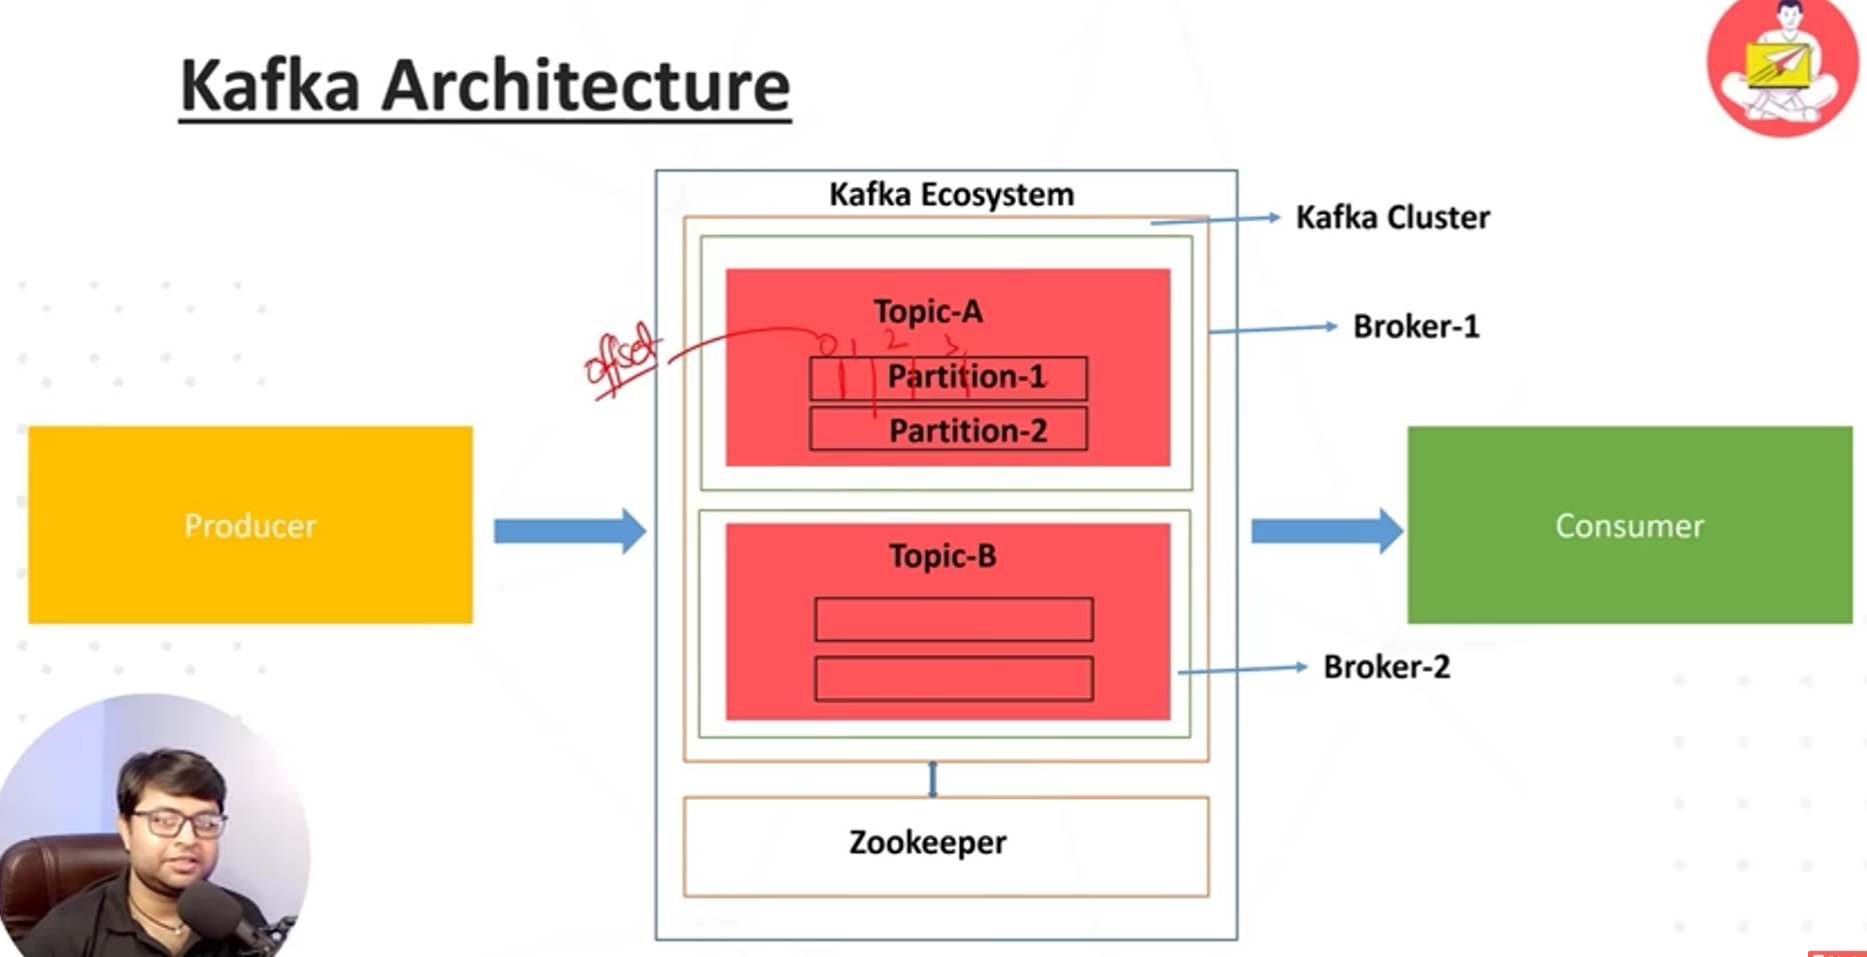 Kafka Architecture
Kafka Ecosystem
Kafka Cluster
Topic-A
Broker-1
offset
0 1 2 3
Partition-1
Partition-2
Producer
Consumer
Topic-B
Broker-2
Zookeeper